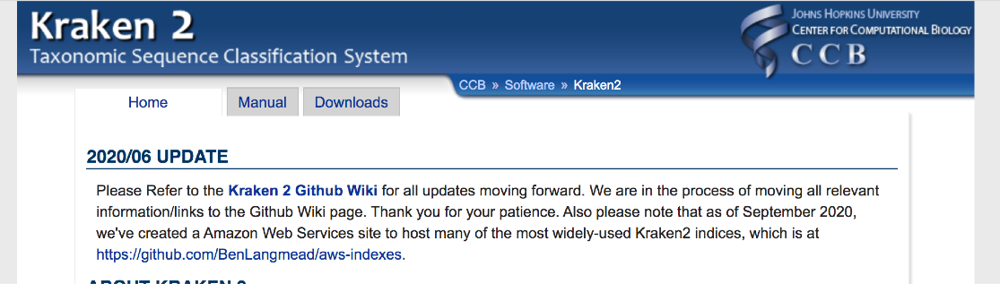 Kraken 2
Taxonomic Sequence Classification System
JOHNS HOPKINS UNIVERSITY
CENTER FOR COMPUTATIONAL BIOLOGY
CCB
CCB » Software » Kraken2
Home Manual Downloads
2020/06 UPDATE
Please Refer to the Kraken 2 Github Wiki for all updates moving forward. We are in the process of moving all relevant
information/links to the Github Wiki page. Thank you for your patience. Also please note that as of September 2020,
we've created a Amazon Web Services site to host many of the most widely-used Kraken2 indices, which is at
https://github.com/BenLangmead/aws-indexes.
ABOUT KRAKEN 2